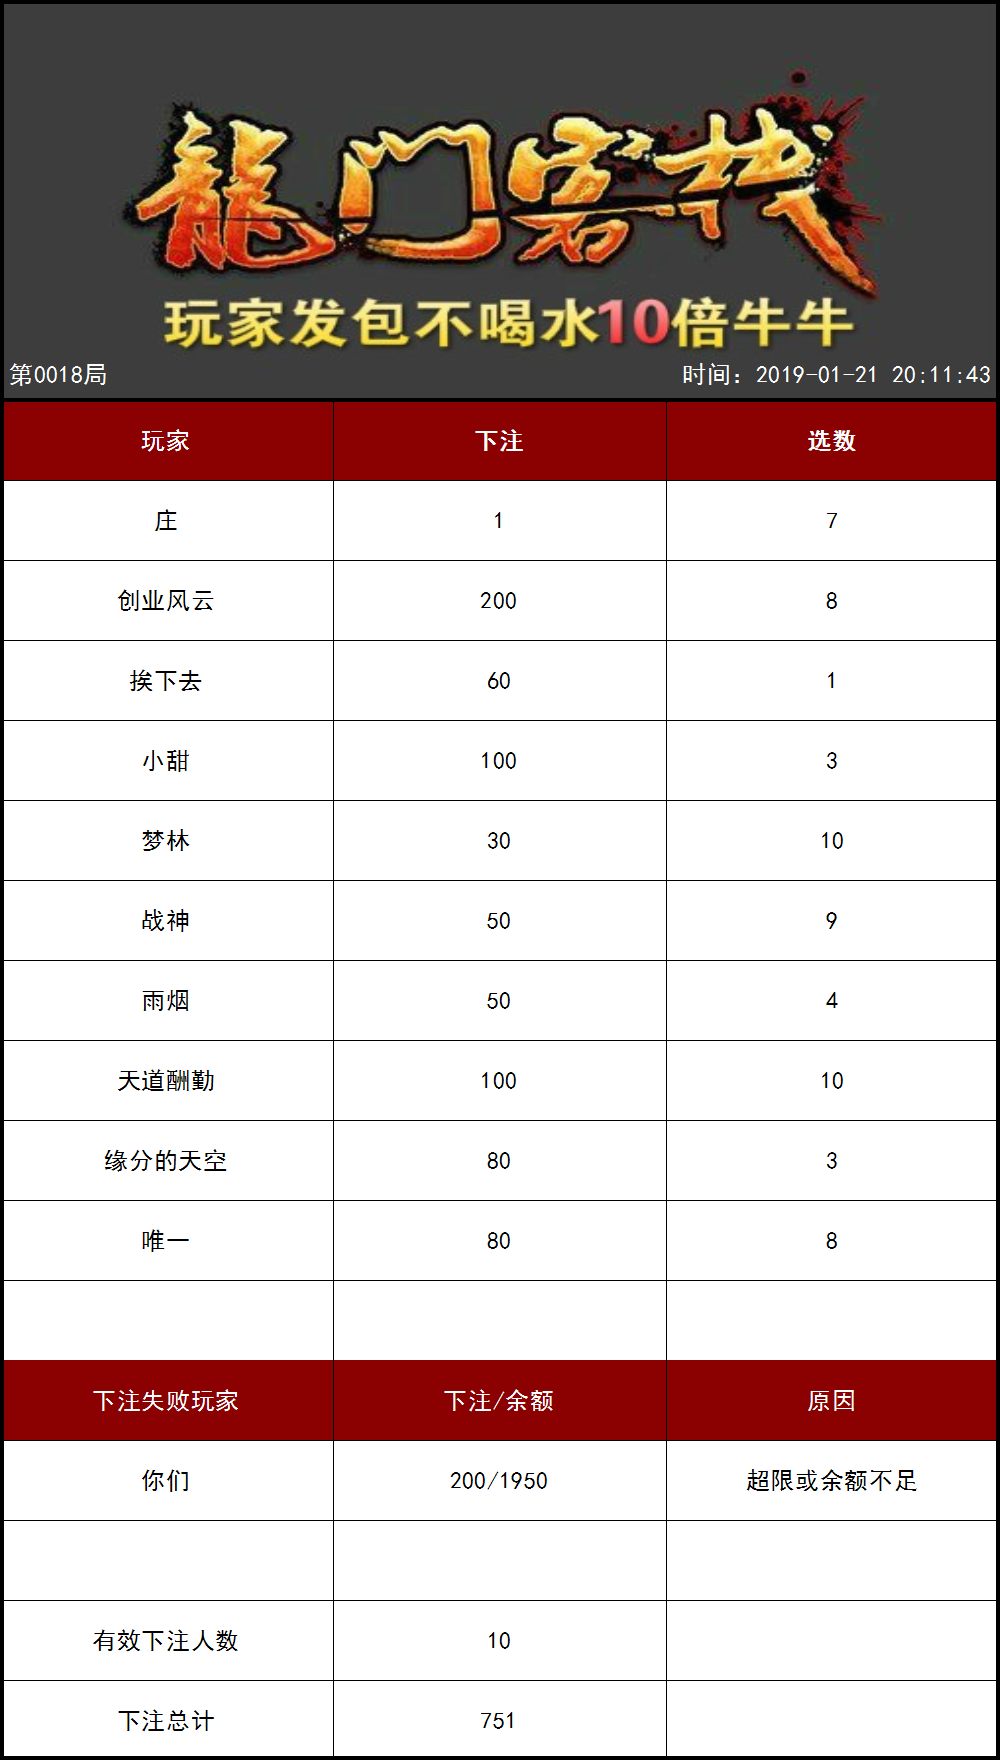 龍门客栈
玩家发包不喝水10倍牛牛
第0018局 时间：2019-01-21 20:11:43
玩家 下注 选数
庄 1 7
创业风云 200 8
挨下去 60 1
小甜 100 3
梦林 30 10
战神 50 9
雨烟 50 4
天道酬勤 100 10
缘分的天空 80 3
唯一 80 8
下注失败玩家 下注/余额 原因
你们 200/1950 超限或余额不足
有效下注人数 10
下注总计 751